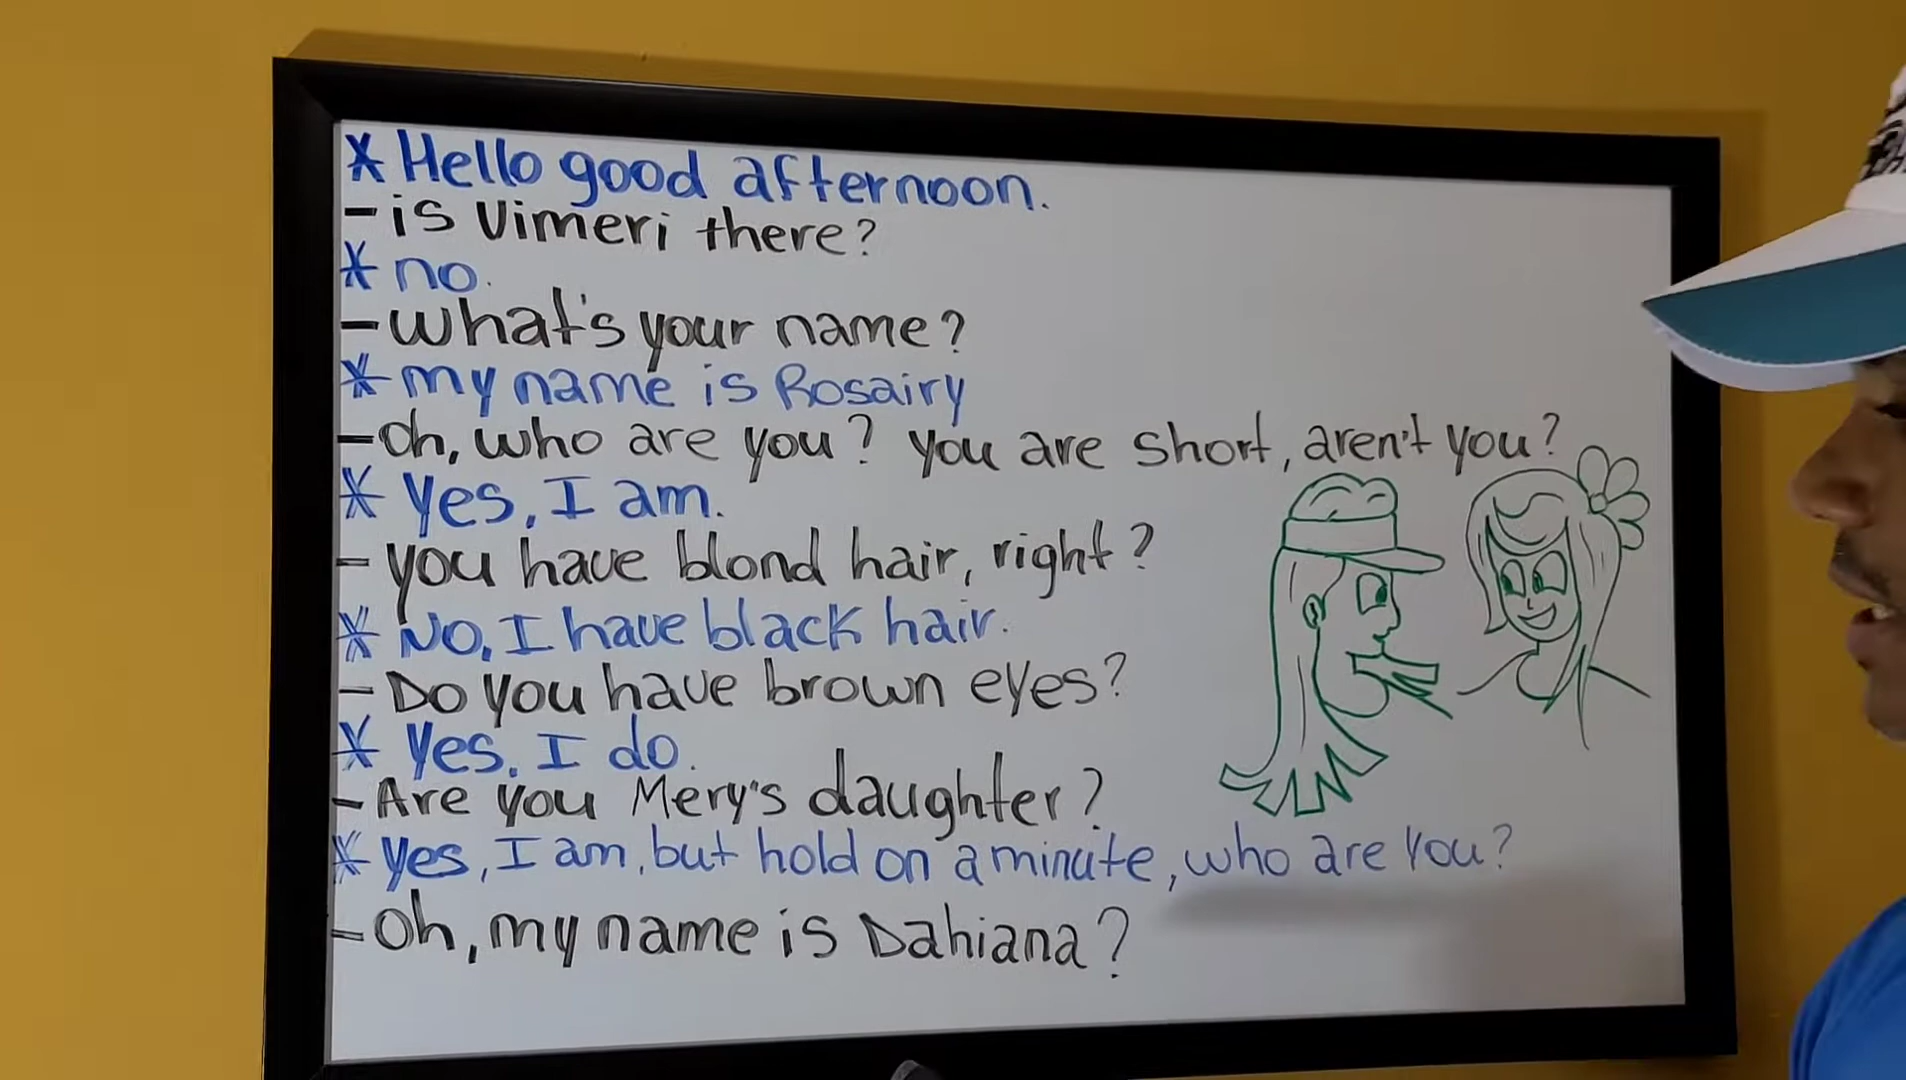 * Hello good afternoon.
- is Vimeri there?
* no.
- what's your name?
* my name is Rosairy
- oh, who are you? you are short, aren't you?
* Yes, I am.
- you have blond hair, right?
* No, I have black hair.
- Do you have brown eyes?
* Yes, I do.
- Are you Mery's daughter?
* Yes, I am, but hold on a minute, who are You?
- oh, my name is Dahiana?